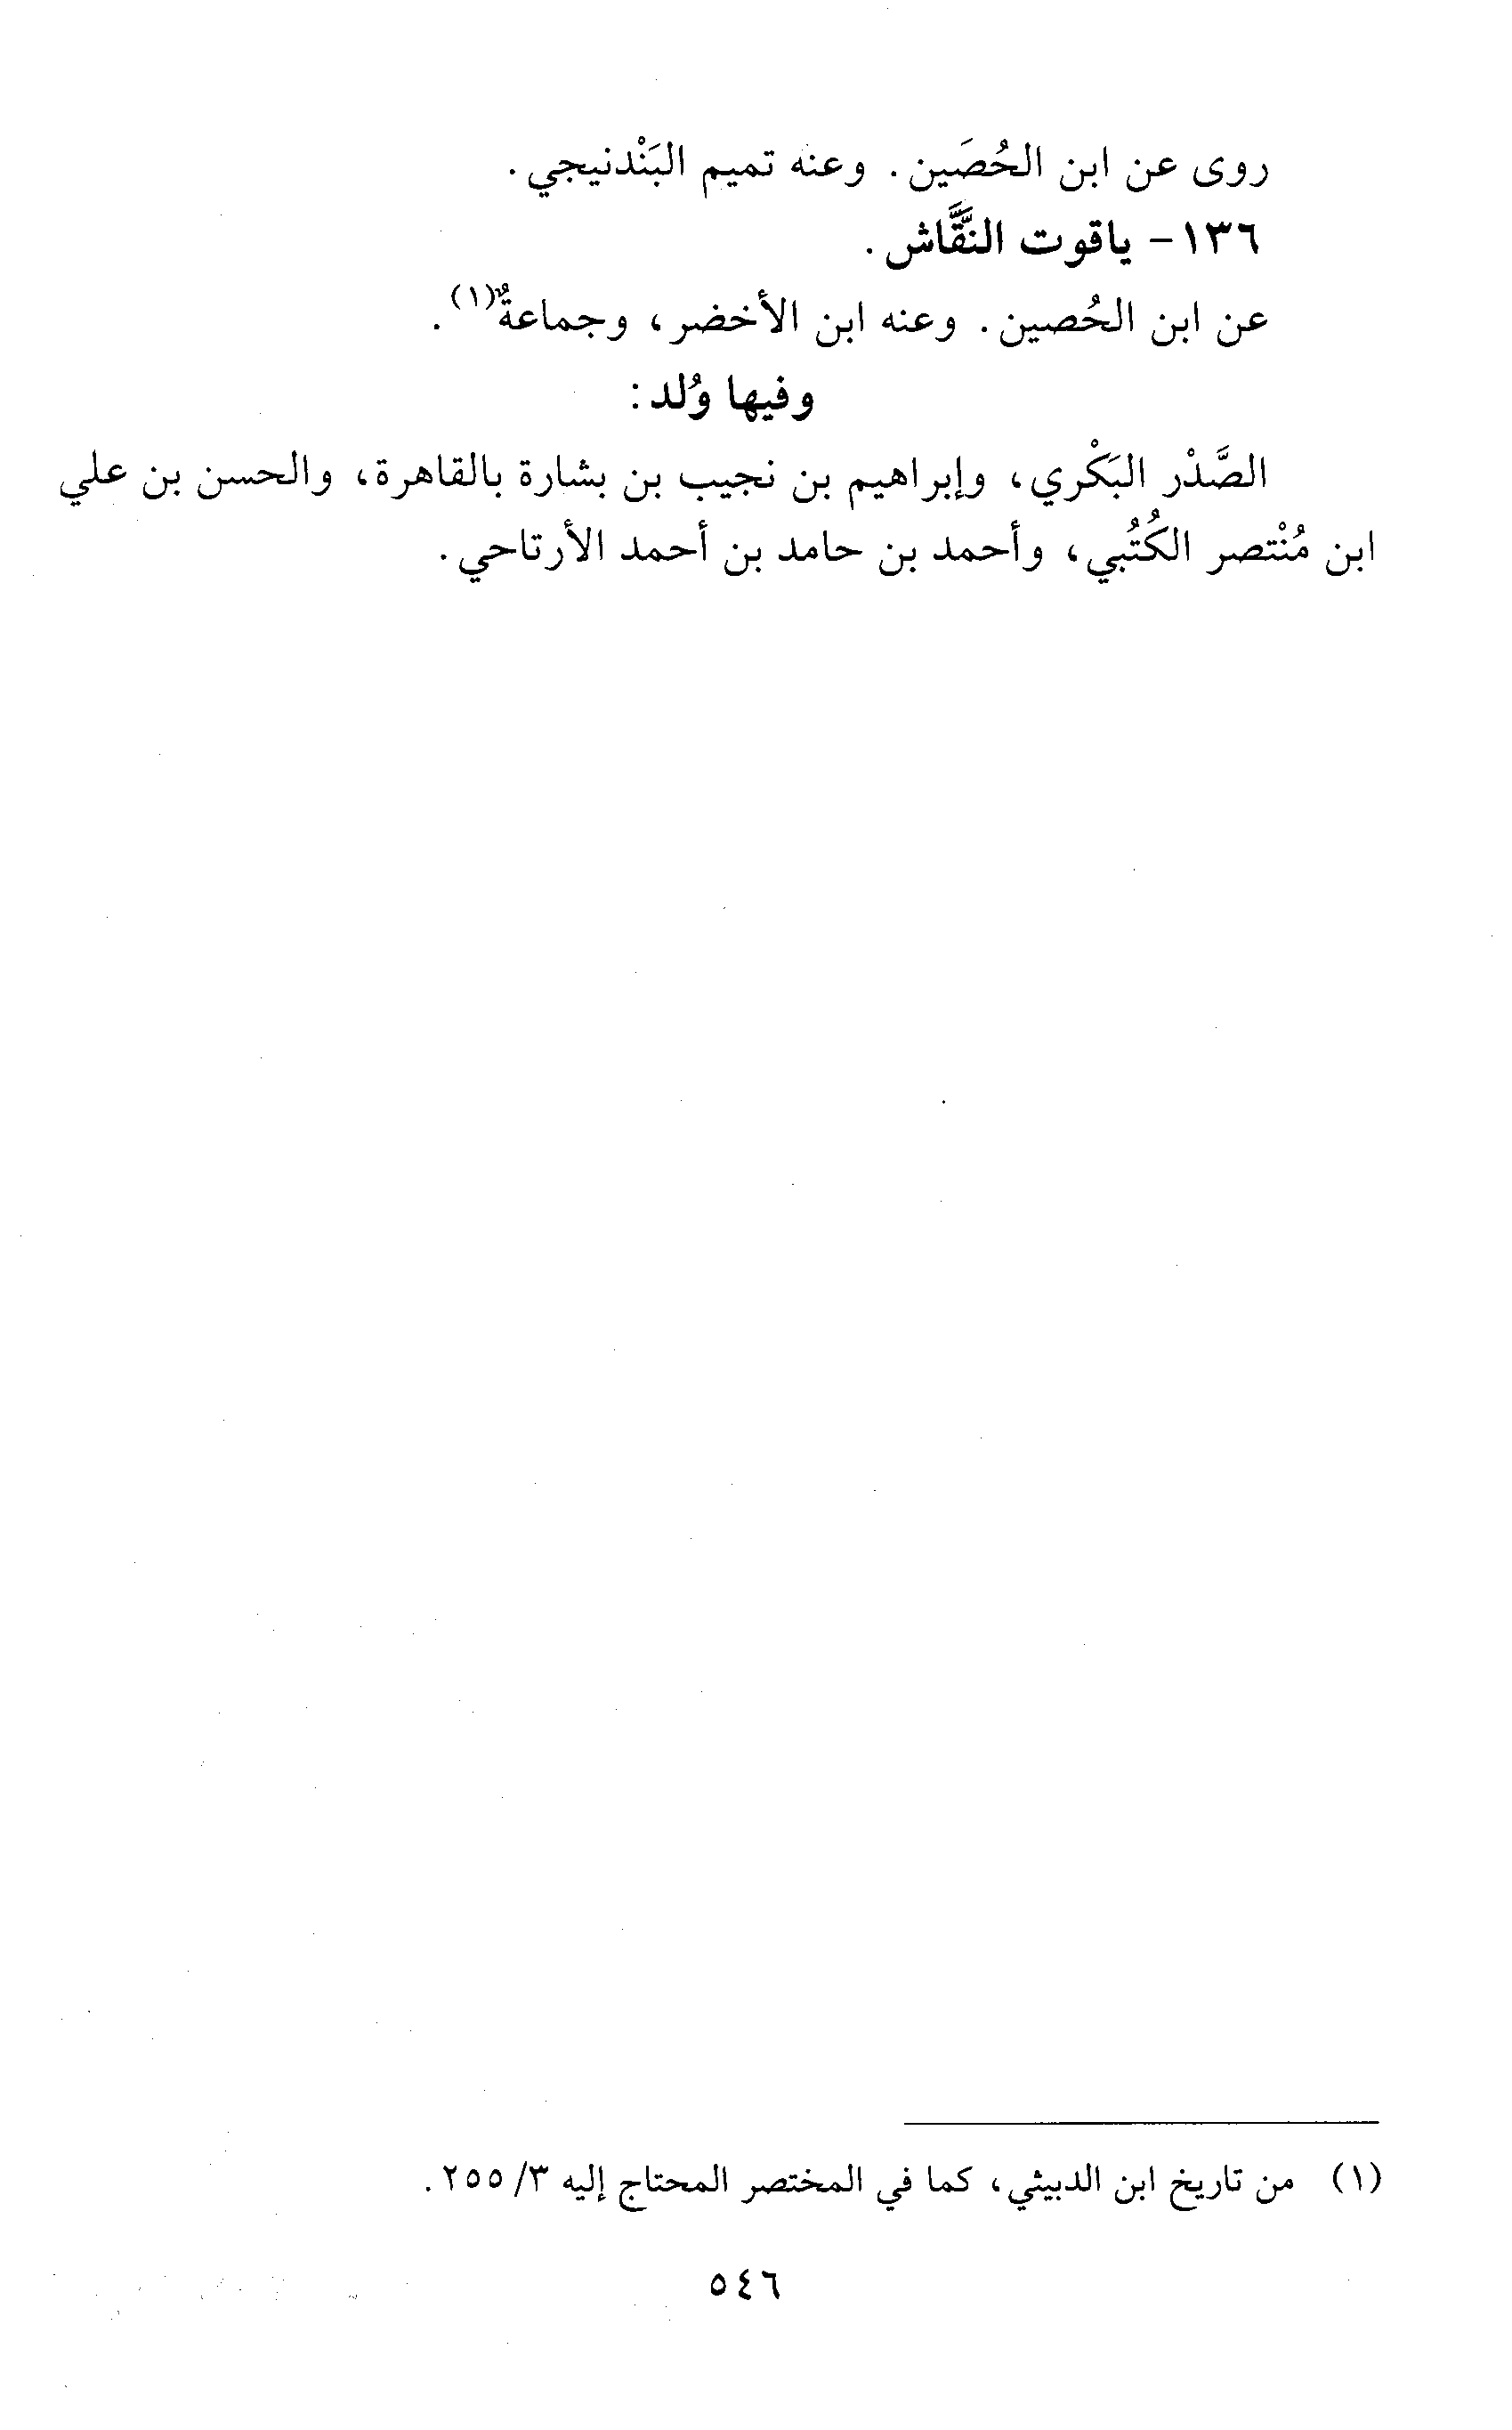 روى عن ابن الحُصَين. وعنه تميم البَنْدنيجي.
١٣٦- ياقوت النَّقَّاش.
عن ابن الحُصين. وعنه ابن الأخضر، وجماعةٌ(١).
وفيها وُلد:
الصَّدْر البَكْري، وإبراهيم بن نجيب بن بشارة بالقاهرة، والحسن بن علي
ابن مُنْتصر الكُتُبي، وأحمد بن حامد بن أحمد الأرتاحي.
(١) من تاريخ ابن الدبيثي، كما في المختصر المحتاج إليه ٣/ ٢٥٥.
٥٤٦